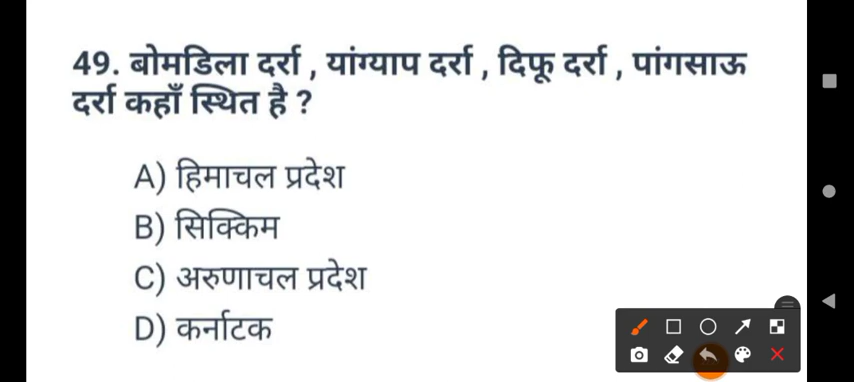 49. बोमडिला दर्रा , यांग्याप दर्रा , दिफू दर्रा , पांगसाऊ
दर्रा कहाँ स्थित है ?
A) हिमाचल प्रदेश
B) सिक्किम
C) अरुणाचल प्रदेश
D) कर्नाटक